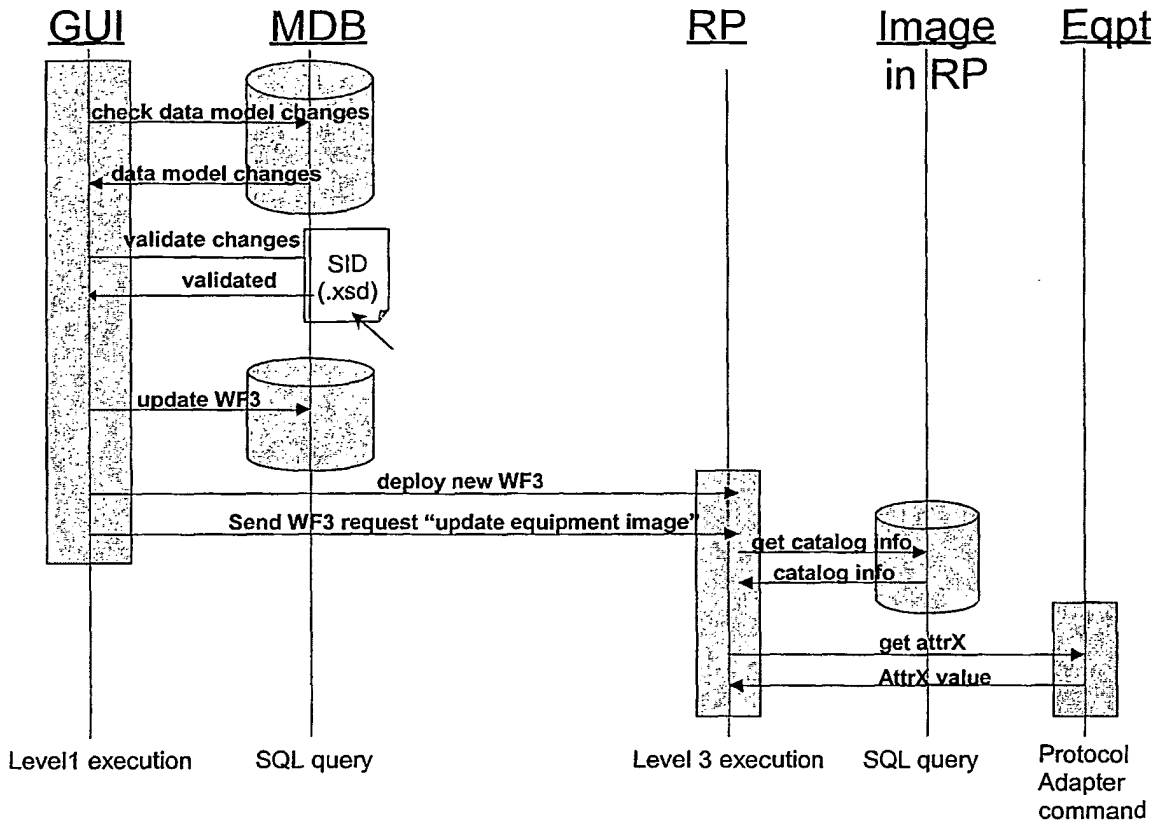 GUI
MDB
RP
Image
in RP
Eqpt
check data model changes
data model changes
validate changes
validated
SID
(.xsd)
update WF3
deploy new WF3
Send WF3 request “update equipment image”
get catalog info
catalog info
get attrX
AttrX value
Level1 execution
SQL query
Level 3 execution
SQL query
Protocol
Adapter
command